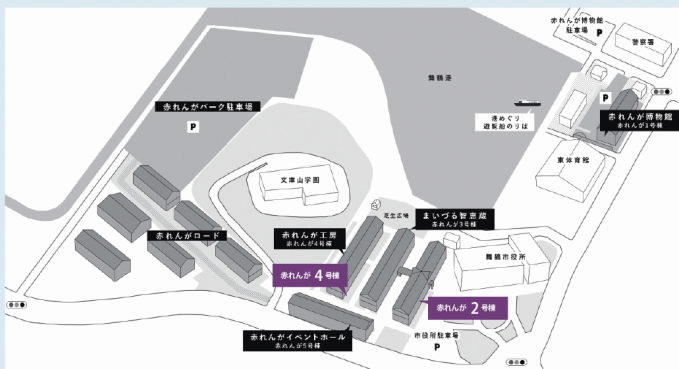 赤れんが博物館
駐車場
P
警察署
舞鶴港
赤れんがパーク駐車場
P
P
港めぐり
遊覧船のりば
赤れんが博物館
赤れんが1号棟
東体育館
文庫山学園
芝生広場
まいづる智恵蔵
赤れんが3号棟
赤れんが工房
赤れんが4号棟
赤れんがロード
舞鶴市役所
赤れんが 4 号棟
赤れんが 2 号棟
赤れんがイベントホール
赤れんが5号棟
市役所駐車場
P